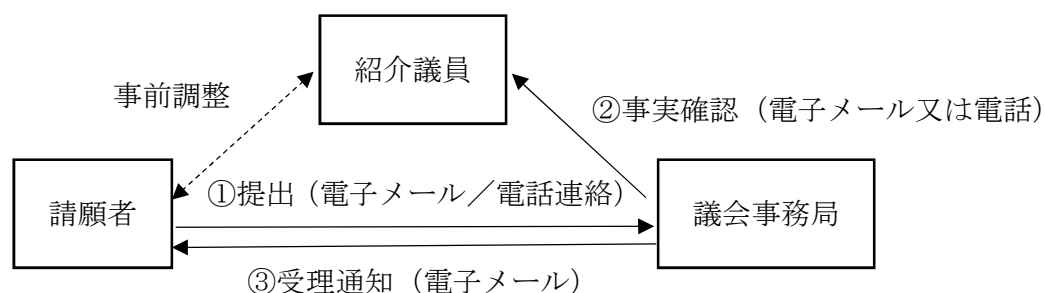 紹介議員
事前調整
②事実確認（電子メール又は電話）
請願者
①提出（電子メール／電話連絡）
議会事務局
③受理通知（電子メール）